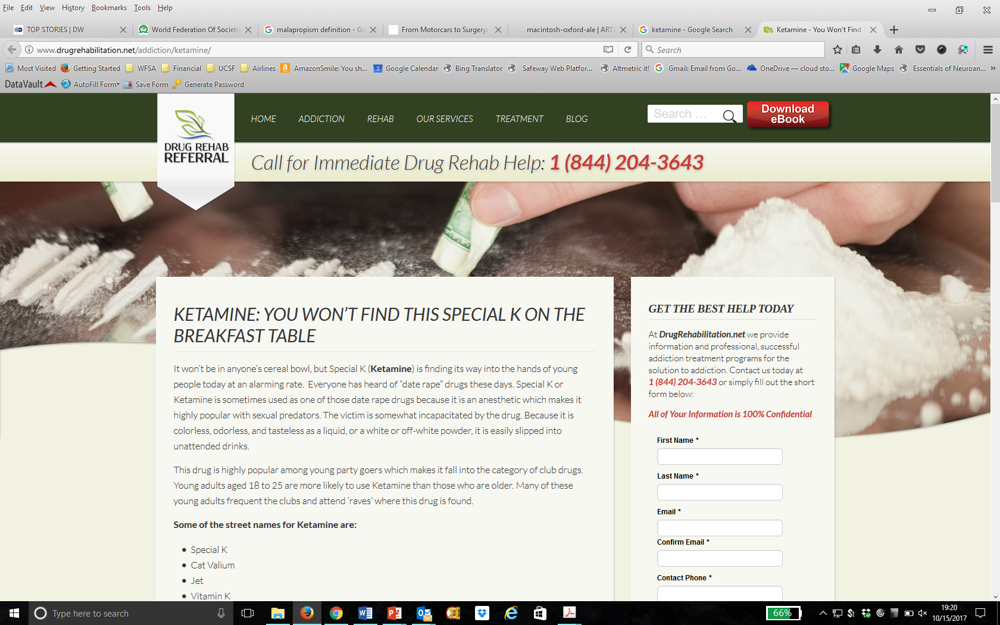 File Edit View History Bookmarks Tools Help
TOP STORIES | DW
World Federation Of Societie
malapropism definition - Go
From Motorcars to Surgery:
macintosh-oxford-ale | ARTI
ketamine - Google Search
Ketamine - You Won't Find T
www.drugrehabilitation.net/addiction/ketamine/
Search
Most Visited Getting Started WFSA Financial UCSF Airlines AmazonSmile: You sh... Google Calendar Bing Translator Safeway Web Platfor... Altmetric it! Gmail: Email from Go... OneDrive — cloud sto... Google Maps Essentials of Neuroan... »
DataVault AutoFill Form Save Form Generate Password
DRUG REHAB
REFERRAL
HOME ADDICTION REHAB OUR SERVICES TREATMENT BLOG
Search ...
Download
eBook
Call for Immediate Drug Rehab Help: 1 (844) 204-3643
KETAMINE: YOU WON'T FIND THIS SPECIAL K ON THE
BREAKFAST TABLE
It won't be in anyone's cereal bowl, but Special K (Ketamine) is finding its way into the hands of young
people today at an alarming rate. Everyone has heard of “date rape” drugs these days. Special K or
Ketamine is sometimes used as one of those date rape drugs because it is an anesthetic which makes it
highly popular with sexual predators. The victim is somewhat incapacitated by the drug. Because it is
colorless, odorless, and tasteless as a liquid, or a white or off-white powder, it is easily slipped into
unattended drinks.
This drug is highly popular among young party goers which makes it fall into the category of club drugs.
Young adults aged 18 to 25 are more likely to use Ketamine than those who are older. Many of these
young adults frequent the clubs and attend ‘raves’ where this drug is found.
Some of the street names for Ketamine are:
• Special K
• Cat Valium
• Jet
• Vitamin K
GET THE BEST HELP TODAY
At DrugRehabilitation.net we provide
information and professional, successful
addiction treatment programs for the
solution to addiction. Contact us today at
1 (844) 204-3643 or simply fill out the short
form below:
All of Your Information is 100% Confidential
First Name *
Last Name *
Email *
Confirm Email *
Contact Phone *
Type here to search
66%
19:20
10/15/2017